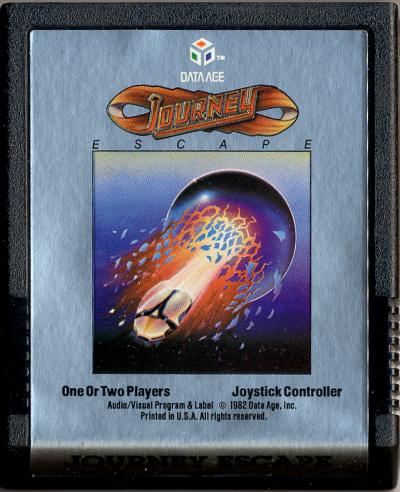 TM
DATA AGE
JOURNEY
ESCAPE
One Or Two Players Joystick Controller
Audio/Visual Program & Label © 1982 Data Age, Inc.
Printed in U.S.A. All rights reserved.
JOURNEY ESCAPE